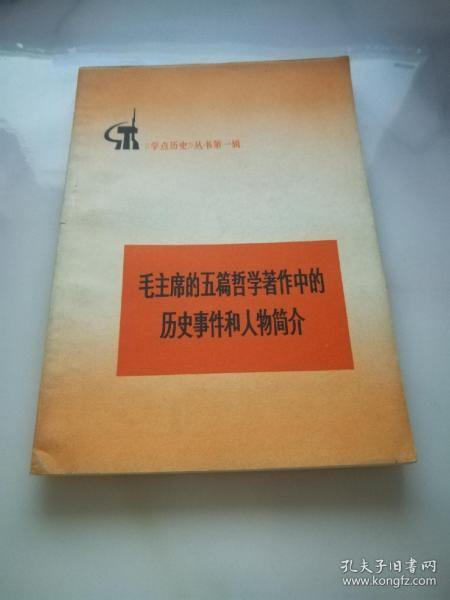 《学点历史》丛书第一辑
毛主席的五篇哲学著作中的
历史事件和人物简介
孔夫子旧书网
www.kongfz.com